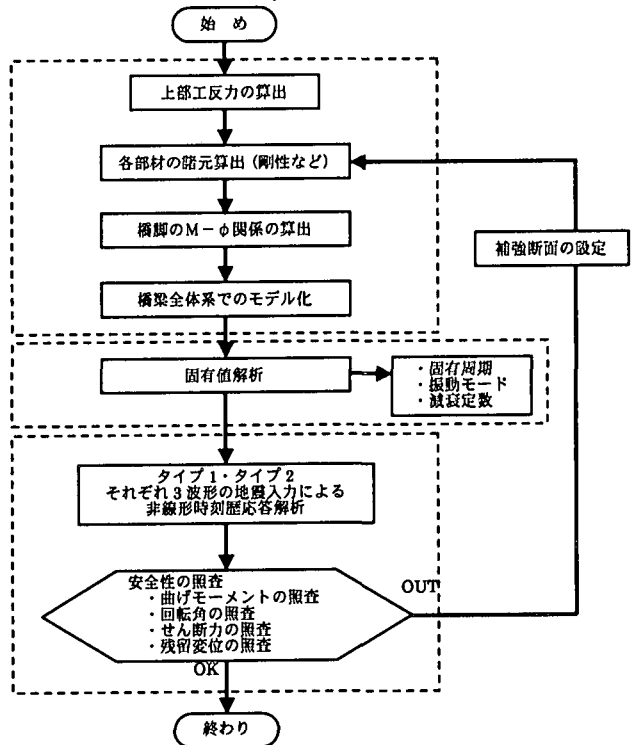 始 め
上部工反力の算出
各部材の諸元算出（剛性など）
橋脚のM－φ関係の算出
補強断面の設定
橋梁全体系でのモデル化
固有値解析
・固有周期
・振動モード
・減衰定数
タイプ1・タイプ2
それぞれ3波形の地震入力による
非線形時刻歴応答解析
安全性の照査
・曲げモーメントの照査
・回転角の照査
・せん断力の照査
・残留変位の照査
OUT
OK
終わり